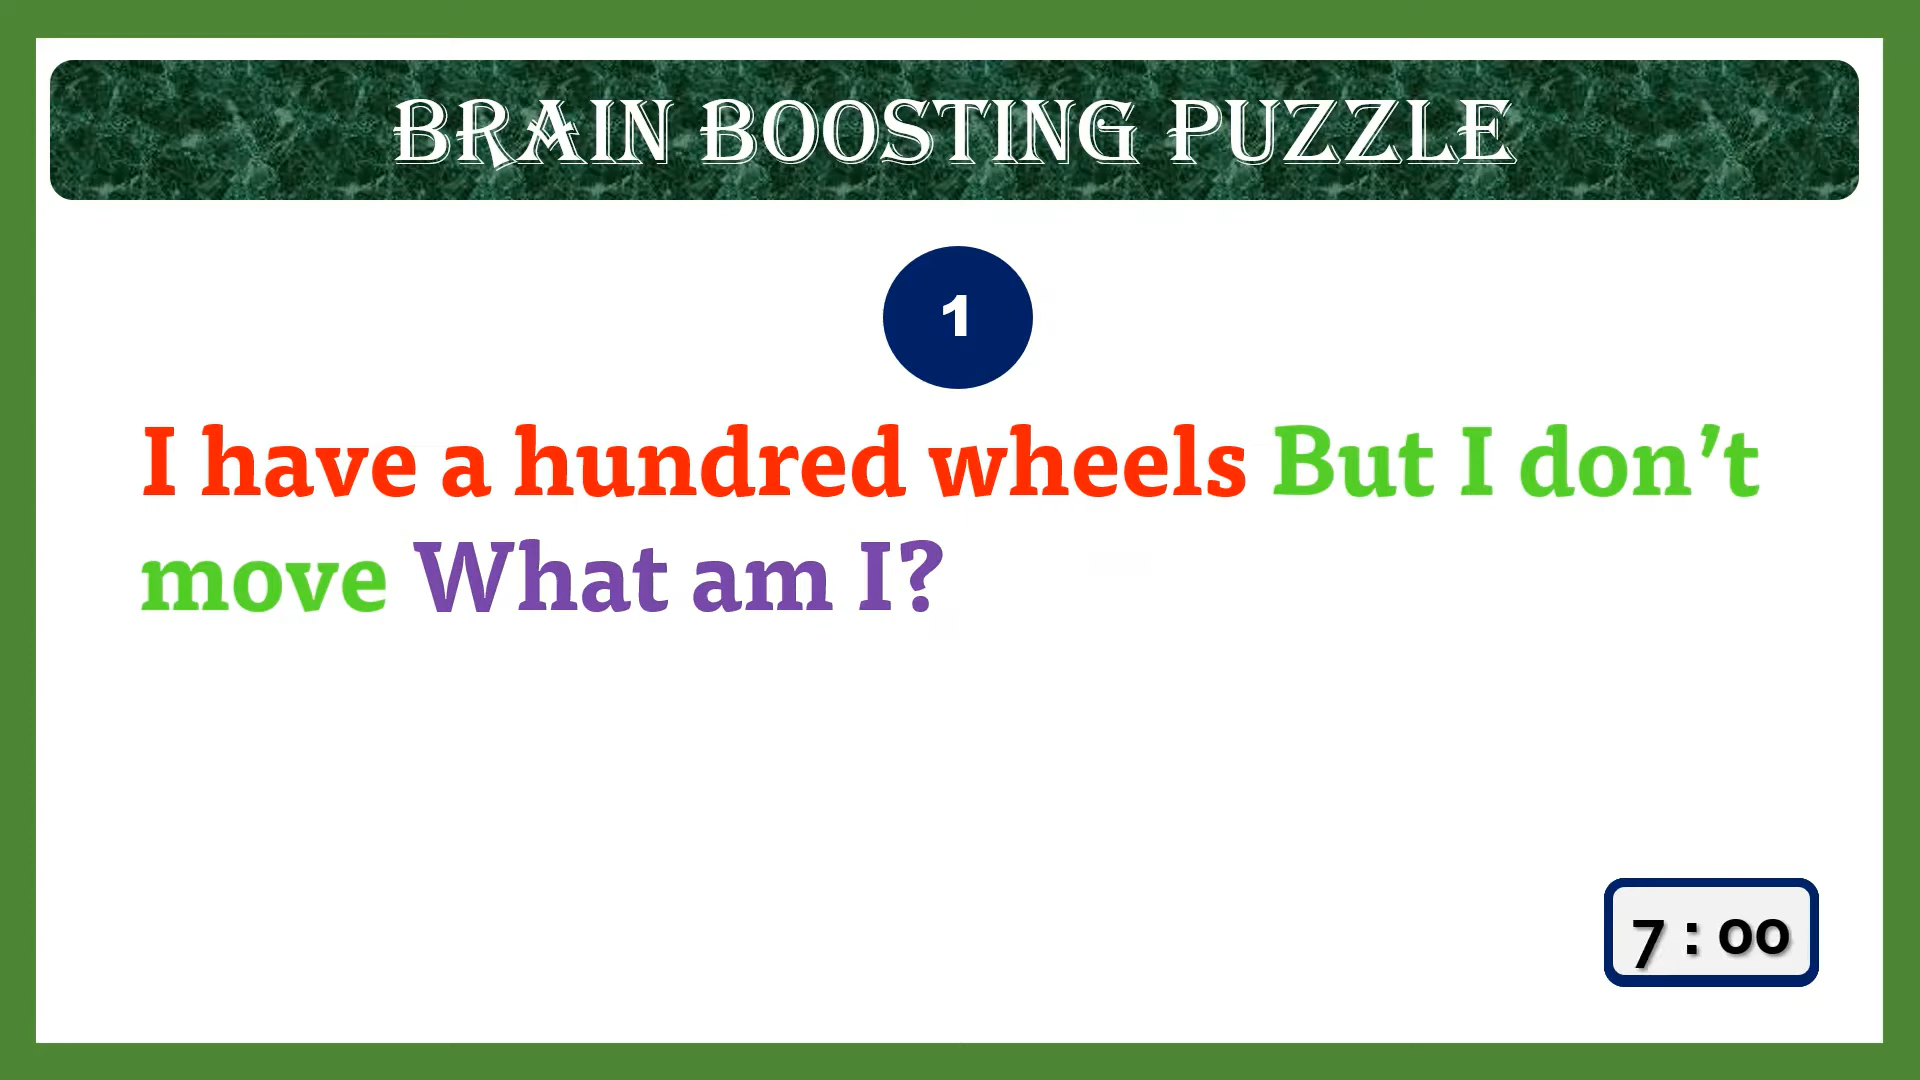 BRAIN BOOSTING PUZZLE
1
I have a hundred wheels But I don’t
move What am I?
7 : 00